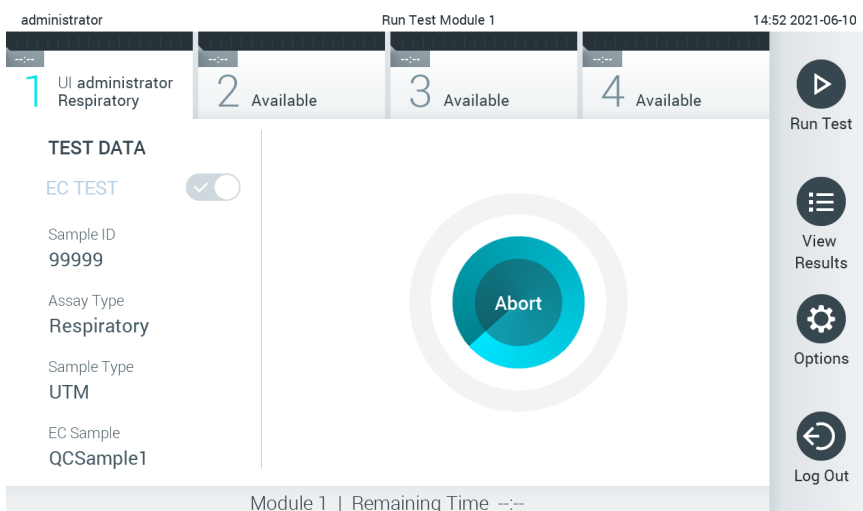 administrator
Run Test Module 1
14:52 2021-06-10
--:--
--:--
--:--
--:--
1
UI administrator
Respiratory
2 Available
3 Available
4 Available
TEST DATA
EC TEST
Sample ID
99999
Assay Type
Respiratory
Sample Type
UTM
EC Sample
QCSample1
Abort
Module 1 | Remaining Time --:--
Run Test
View
Results
Options
Log Out